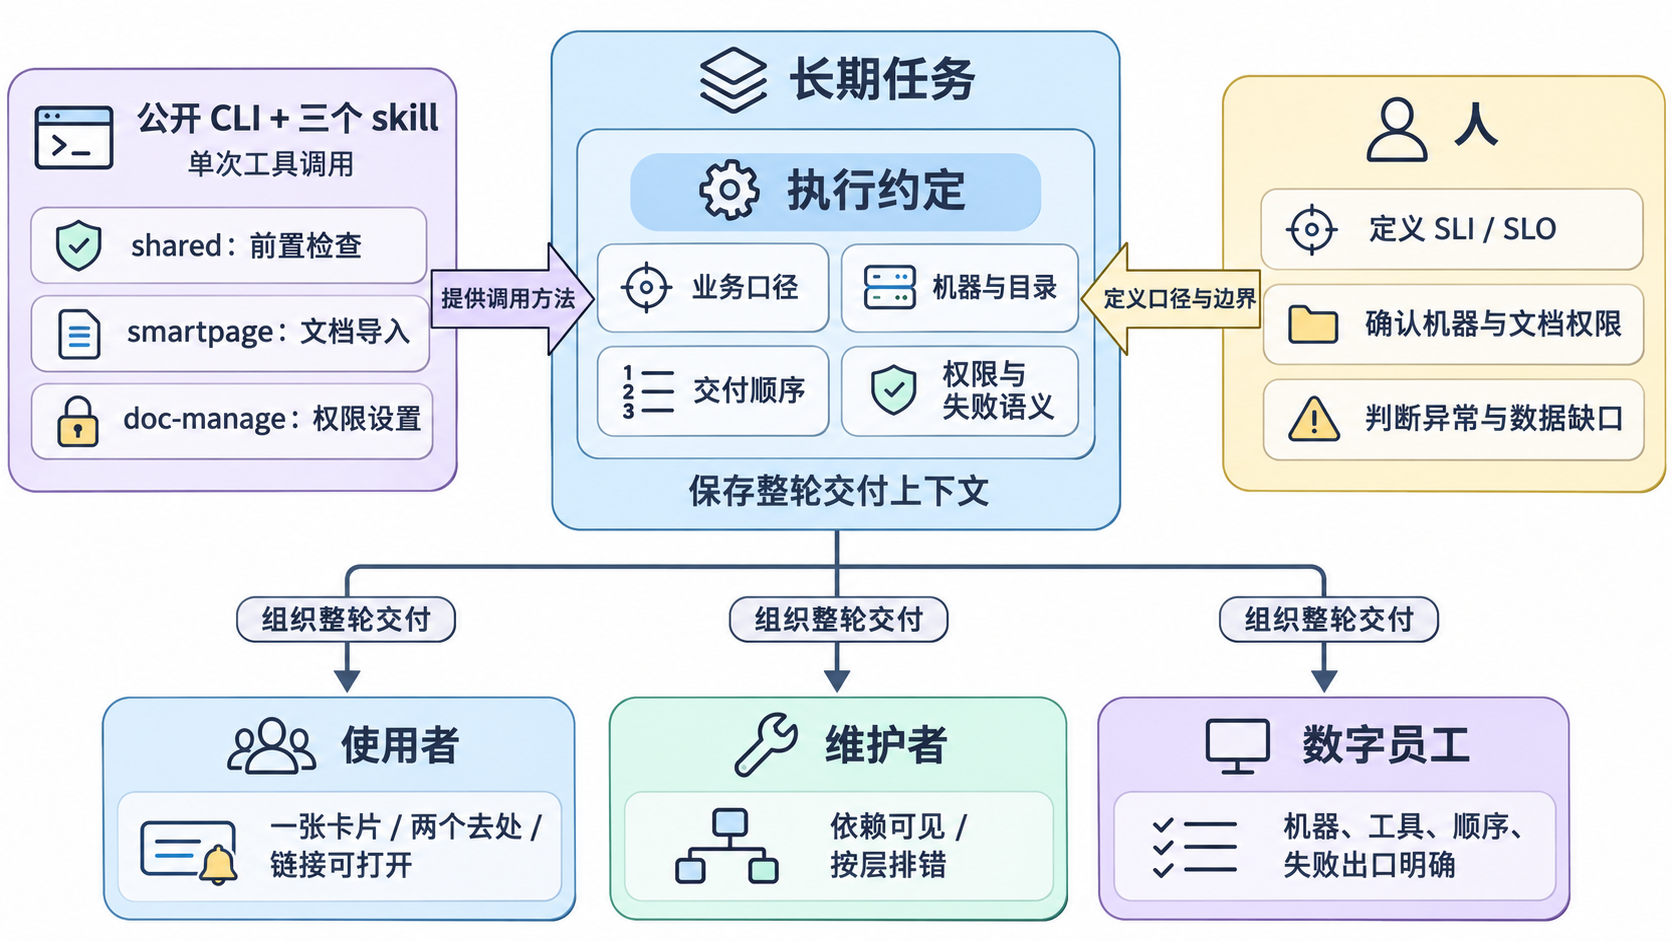 公开 CLI + 三个 skill
单次工具调用
shared：前置检查
smartpage：文档导入
doc-manage：权限设置
提供调用方法
长期任务
执行约定
业务口径
机器与目录
1
2
3
交付顺序
权限与
失败语义
保存整轮交付上下文
定义口径与边界
人
定义 SLI / SLO
确认机器与文档权限
判断异常与数据缺口
组织整轮交付
组织整轮交付
组织整轮交付
使用者
一张卡片 / 两个去处 /
链接可打开
维护者
依赖可见 /
按层排错
数字员工
机器、工具、顺序、
失败出口明确